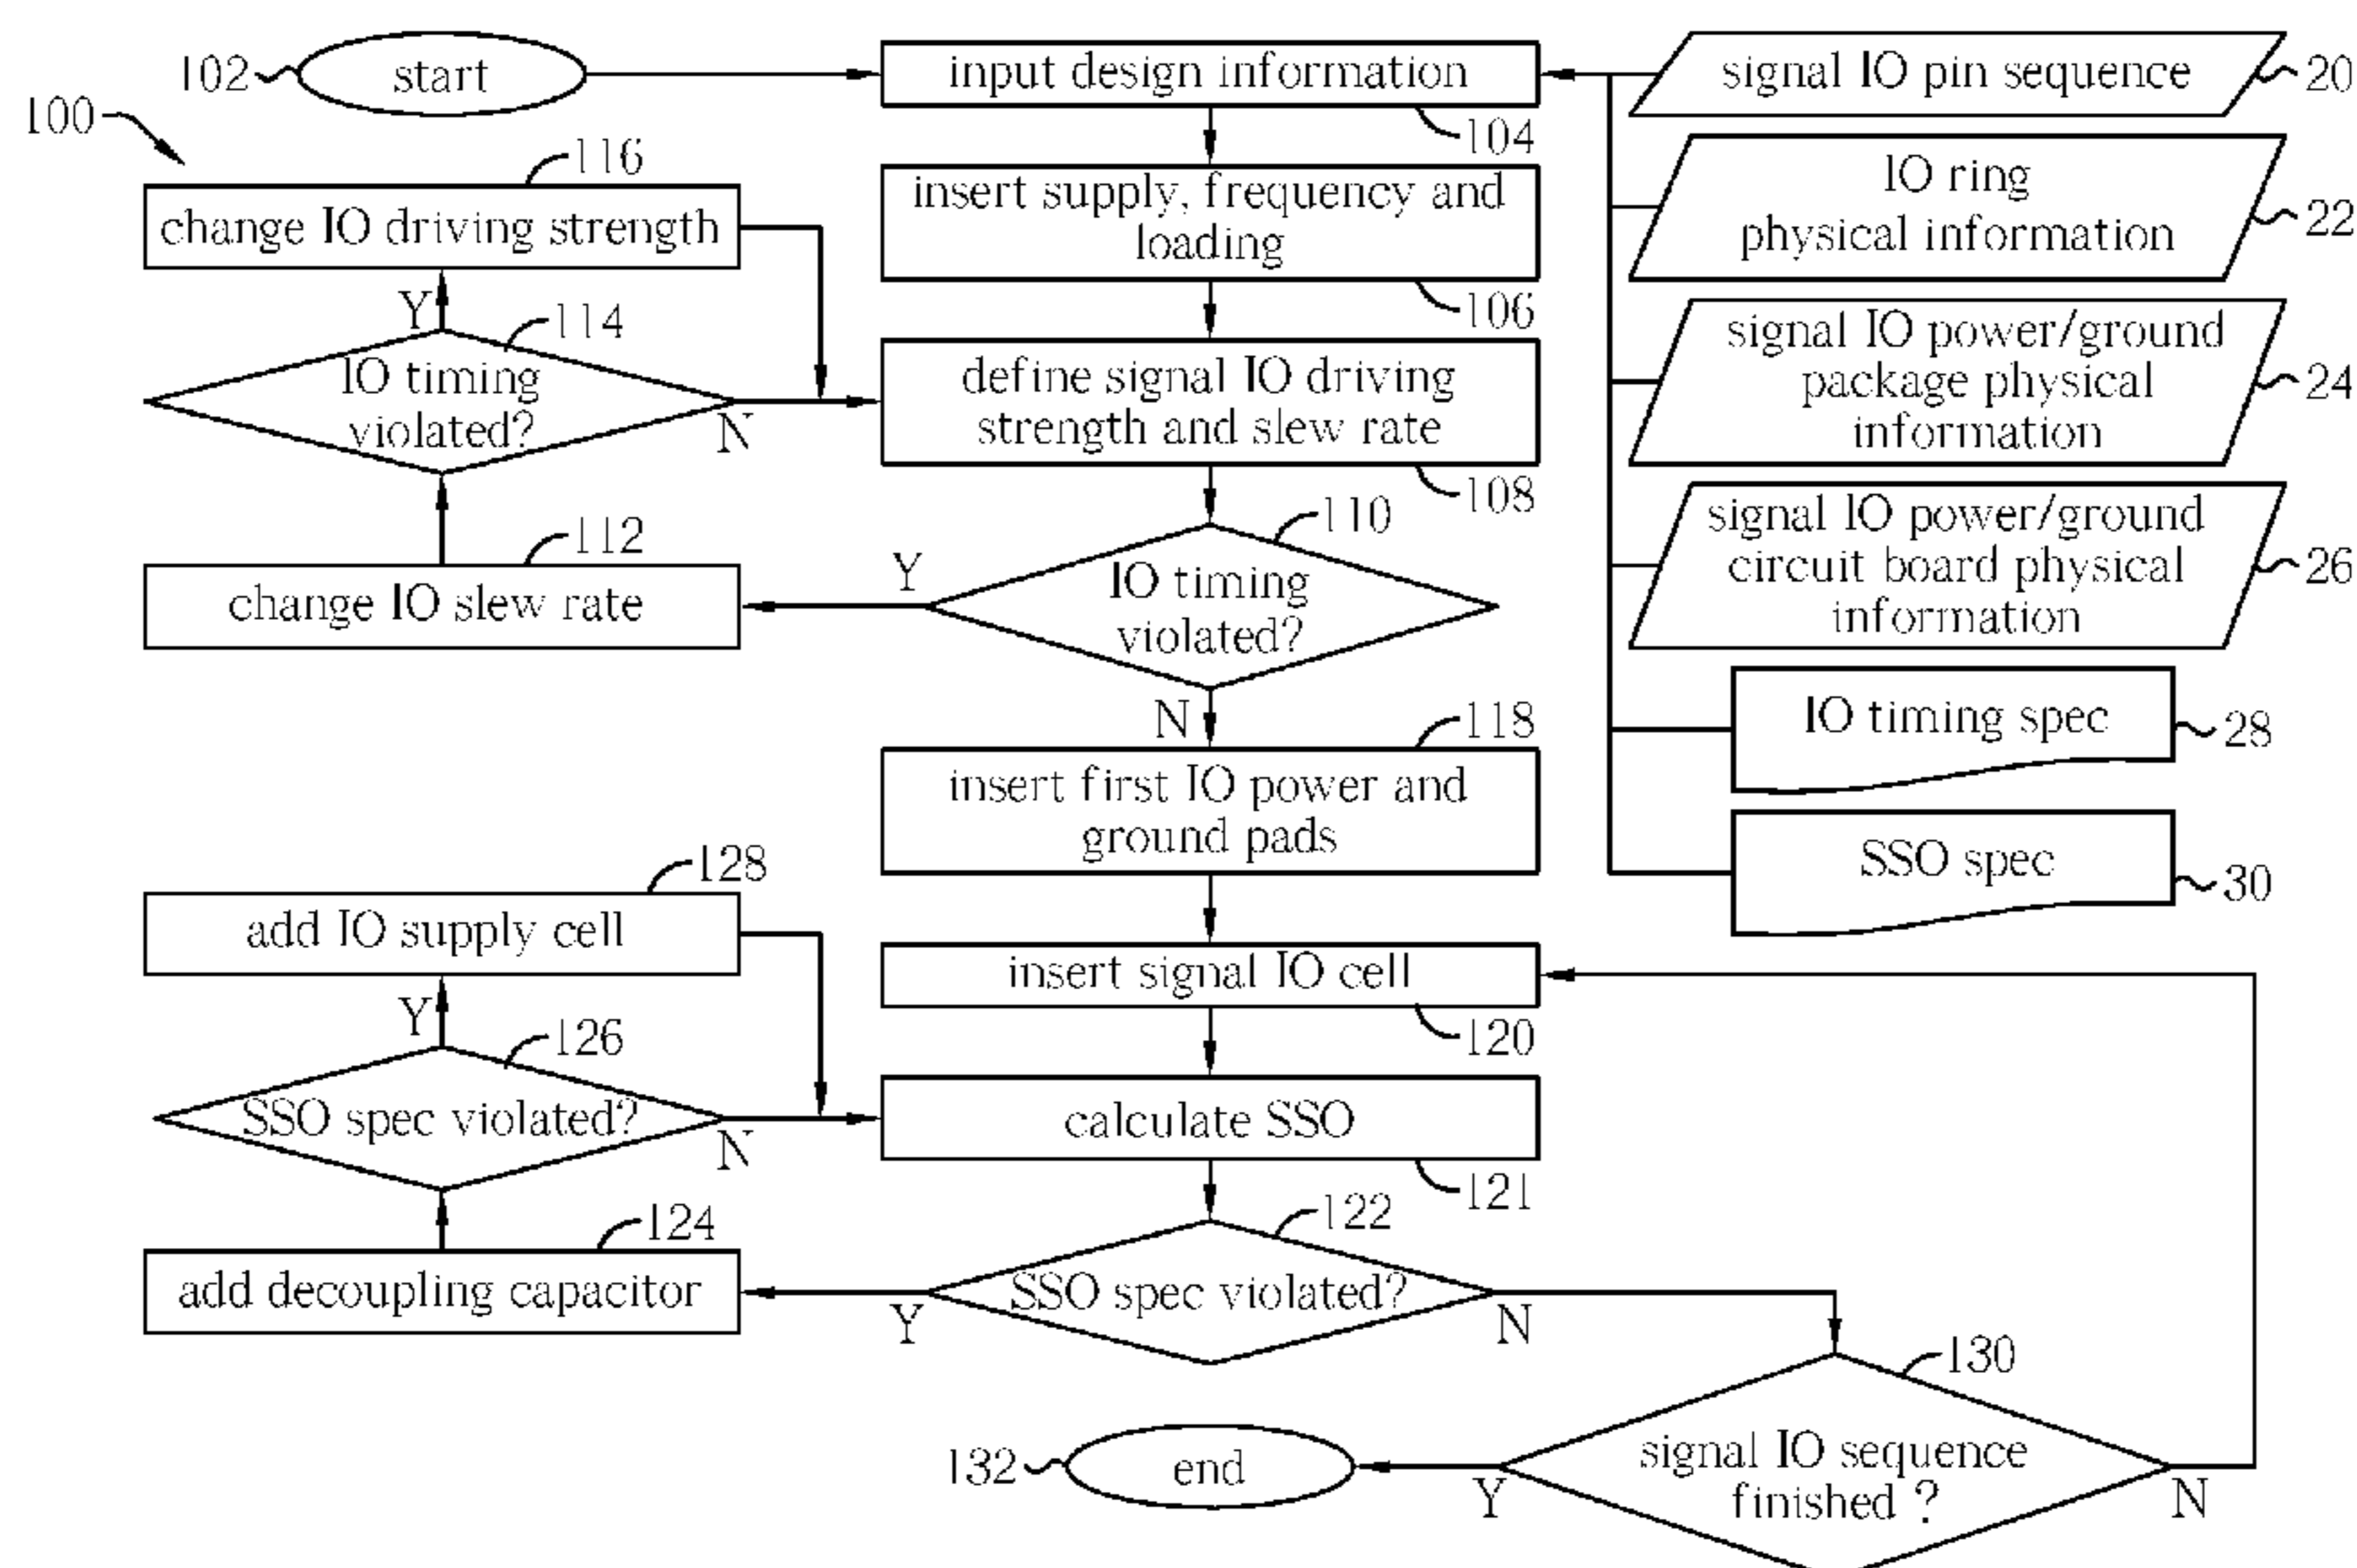 102
start
input design information
104
signal IO pin sequence
20
100
116
change IO driving strength
insert supply, frequency and
loading
106
IO ring
physical information
22
Y
114
IO timing
violated?
N
define signal IO driving
strength and slew rate
108
signal IO power/ground
package physical
information
24
112
change IO slew rate
Y
110
IO timing
violated?
N
signal IO power/ground
circuit board physical
information
26
118
insert first IO power and
ground pads
IO timing spec
28
SSO spec
30
128
add IO supply cell
insert signal IO cell
120
Y
126
SSO spec violated?
N
calculate SSO
121
124
add decoupling capacitor
Y
122
SSO spec violated?
N
130
signal IO sequence
finished ?
Y
N
132
end